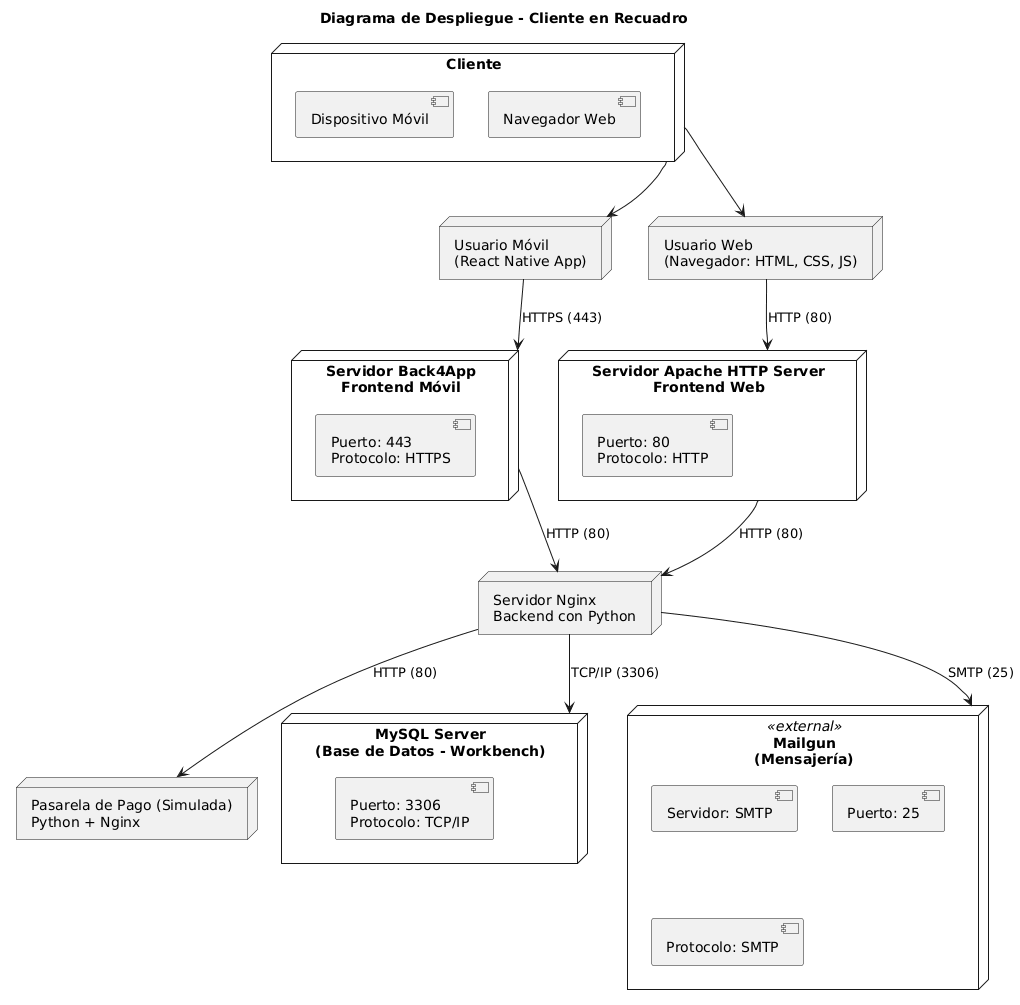 Diagrama de Despliegue - Cliente en Recuadro
Cliente
Dispositivo Móvil
Navegador Web
Usuario Móvil
(React Native App)
Usuario Web
(Navegador: HTML, CSS, JS)
HTTPS (443)
HTTP (80)
Servidor Back4App
Frontend Móvil
Puerto: 443
Protocolo: HTTPS
Servidor Apache HTTP Server
Frontend Web
Puerto: 80
Protocolo: HTTP
HTTP (80)
HTTP (80)
Servidor Nginx
Backend con Python
HTTP (80)
TCP/IP (3306)
SMTP (25)
Pasarela de Pago (Simulada)
Python + Nginx
MySQL Server
(Base de Datos - Workbench)
Puerto: 3306
Protocolo: TCP/IP
«external»
Mailgun
(Mensajería)
Servidor: SMTP
Puerto: 25
Protocolo: SMTP